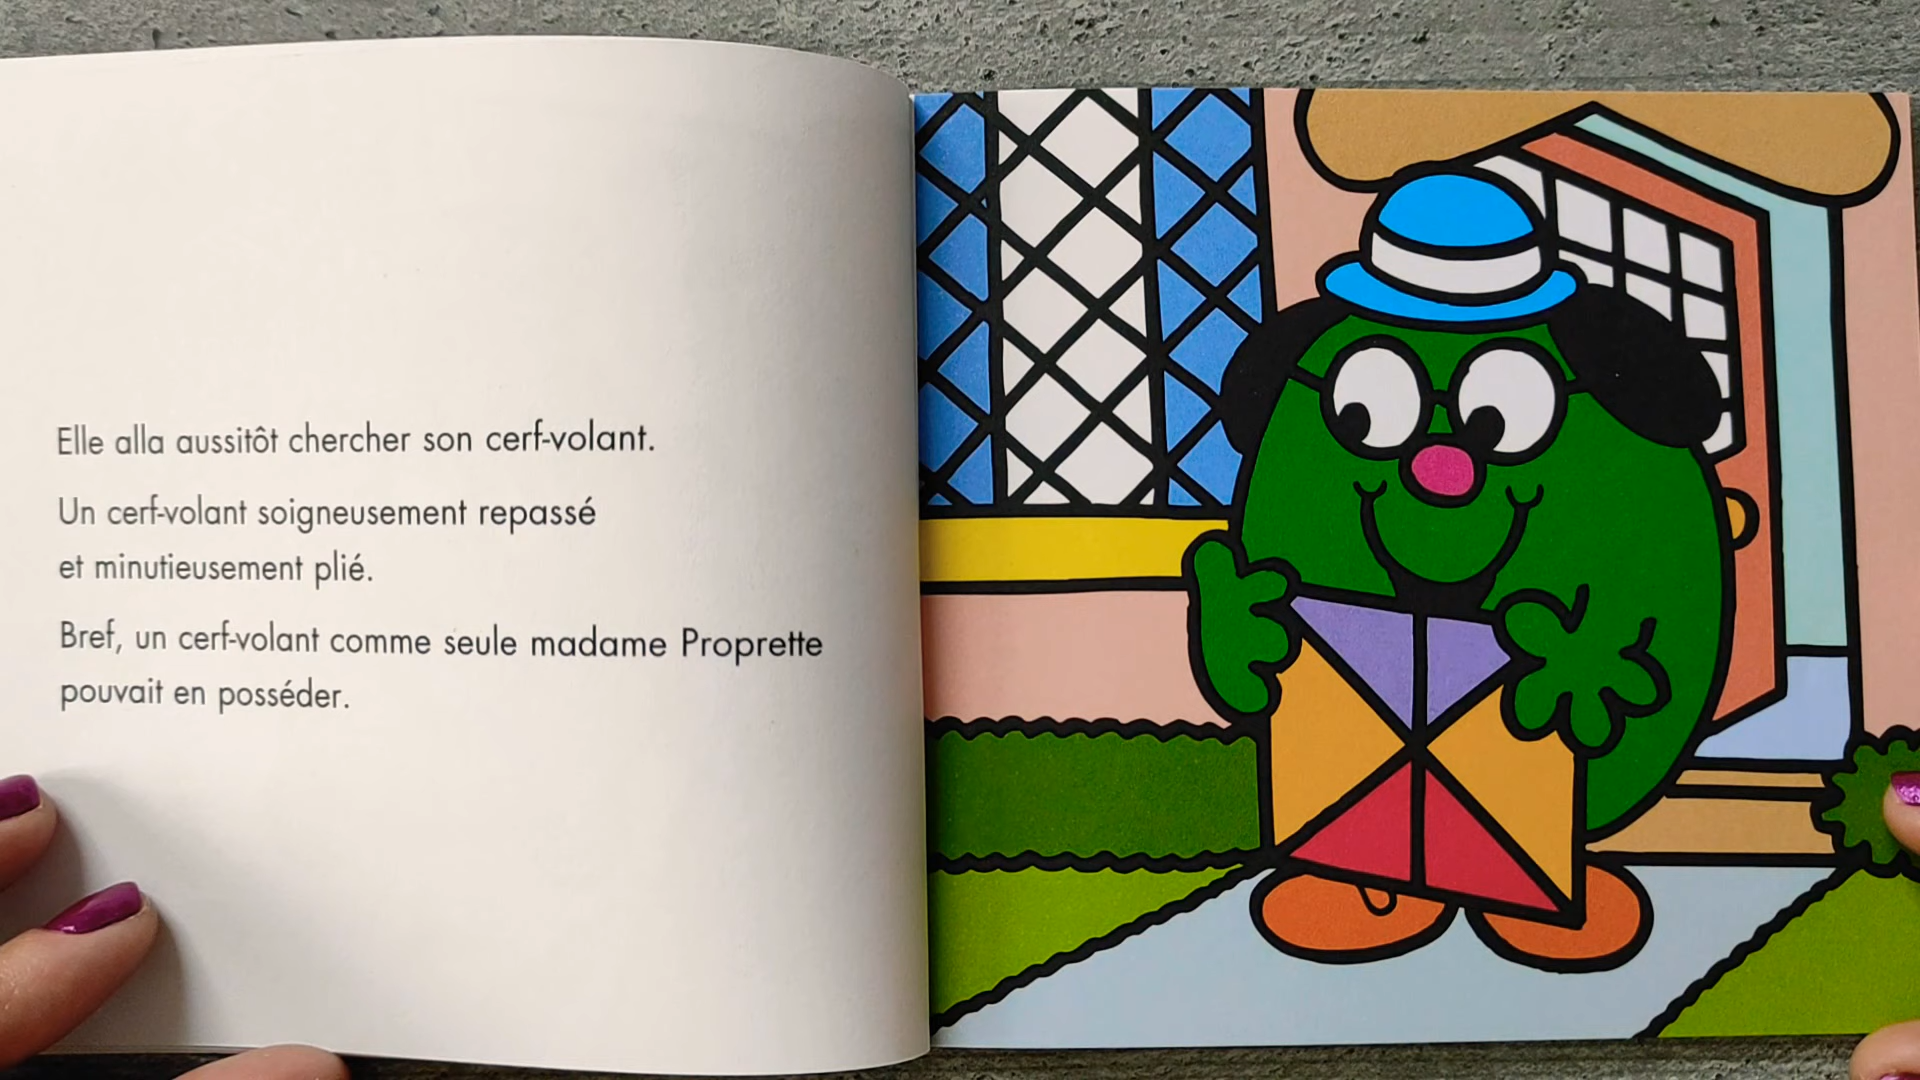 Elle alla aussitôt chercher son cerf-volant.
Un cerf-volant soigneusement repassé
et minutieusement plié.
Bref, un cerf-volant comme seule madame Proprette
pouvait en posséder.